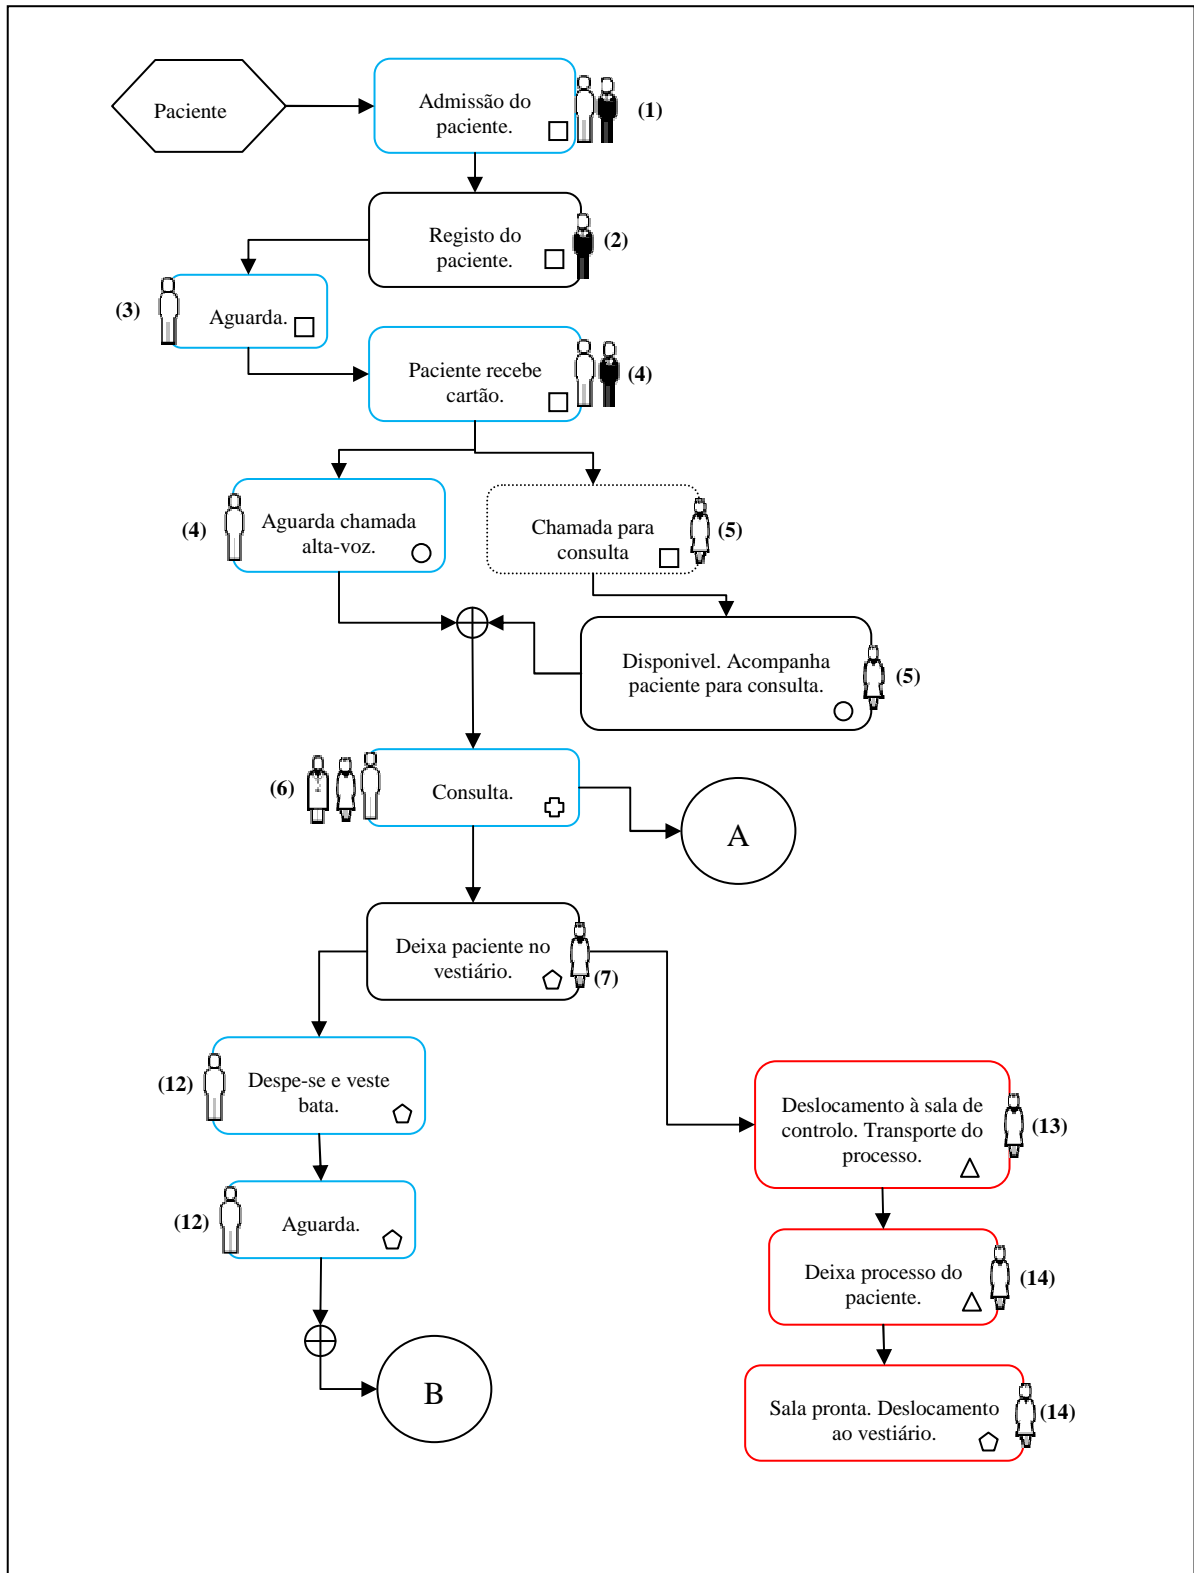 Paciente
Admissão do
paciente.
(1)
Registo do
paciente.
(2)
(3)
Aguarda.
Paciente recebe
cartão.
(4)
(4)
Aguarda chamada
alta-voz.
Chamada para
consulta
(5)
Disponivel. Acompanha
paciente para consulta.
(5)
(6)
Consulta.
A
Deixa paciente no
vestiário.
(7)
(12)
Despe-se e veste
bata.
Deslocamento à sala de
controlo. Transporte do
processo.
(13)
(12)
Aguarda.
Deixa processo do
paciente.
(14)
B
Sala pronta. Deslocamento
ao vestiário.
(14)